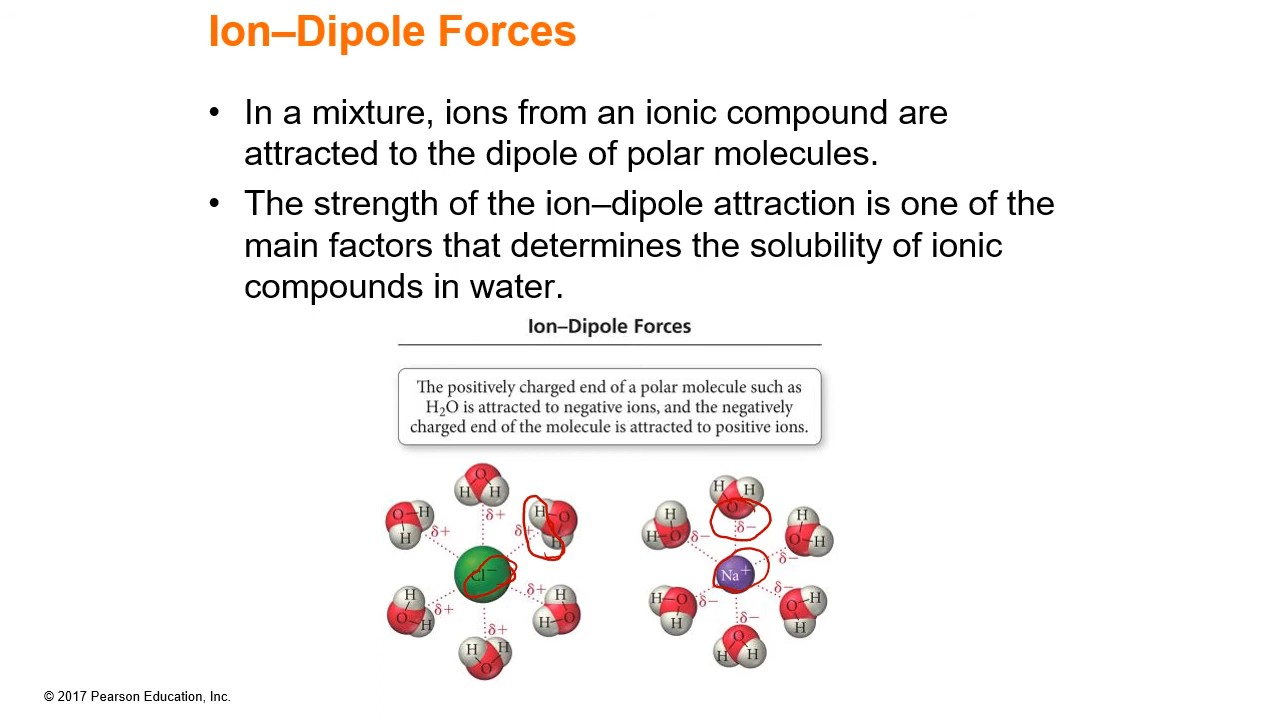 Ion–Dipole Forces
• In a mixture, ions from an ionic compound are
attracted to the dipole of polar molecules.
• The strength of the ion–dipole attraction is one of the
main factors that determines the solubility of ionic
compounds in water.
Ion–Dipole Forces
The positively charged end of a polar molecule such as
H₂O is attracted to negative ions, and the negatively
charged end of the molecule is attracted to positive ions.
O H H δ+
O H H δ+
H O H δ+
Cl⁻
H O H δ+
H H O δ+
H H O δ+
H H O δ−
H H O δ−
H O H δ−
Na⁺
H O H δ−
O H H δ−
O H H δ−
© 2017 Pearson Education, Inc.